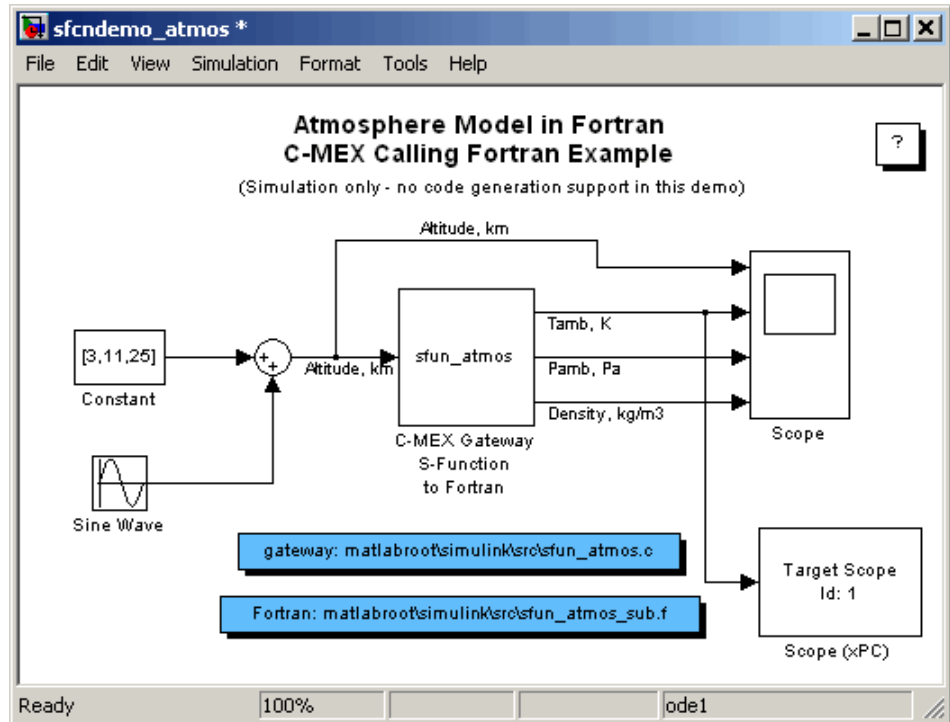 sfcndemo_atmos *
File Edit View Simulation Format Tools Help
Atmosphere Model in Fortran
C-MEX Calling Fortran Example
(Simulation only - no code generation support in this demo)
?
Altitude, km
[3,11,25]
Constant
+
+
Altitude, km
sfun_atmos
C-MEX Gateway
S-Function
to Fortran
Tamb, K
Pamb, Pa
Density, kg/m3
Scope
Sine Wave
gateway: matlabroot\simulink\src\sfun_atmos.c
Fortran: matlabroot\simulink\src\sfun_atmos_sub.f
Target Scope
Id: 1
Scope (xPC)
Ready 100% ode1